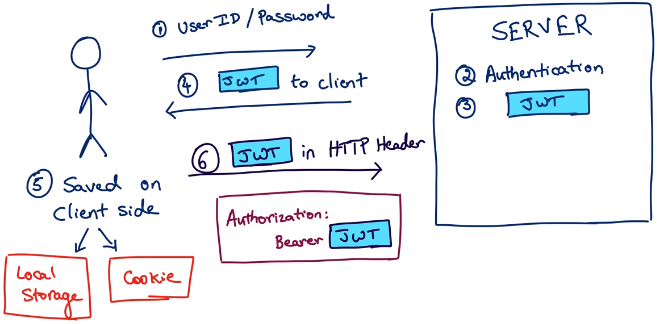 ① UserID/Password
④ JWT to client
⑥ JWT in HTTP Header
Authorization:
Bearer JWT
⑤ Saved on
Client side
Local
Storage
Cookie
SERVER
② Authentication
③ JWT